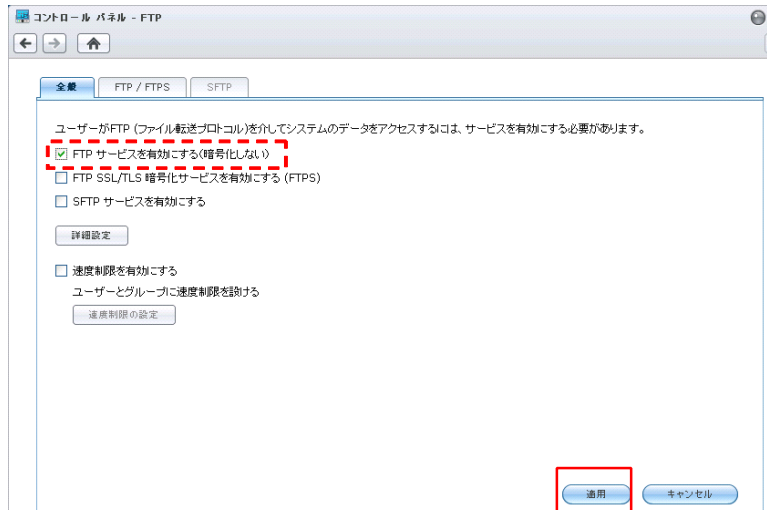 コントロール パネル - FTP
全般 FTP / FTPS SFTP
ユーザーがFTP (ファイル転送プロトコル)を介してシステムのデータをアクセスするには、サービスを有効にする必要があります。
FTP サービスを有効にする(暗号化しない)
FTP SSL/TLS 暗号化サービスを有効にする (FTPS)
SFTP サービスを有効にする
詳細設定
速度制限を有効にする
ユーザーとグループに速度制限を設ける
速度制限の設定
適用 キャンセル